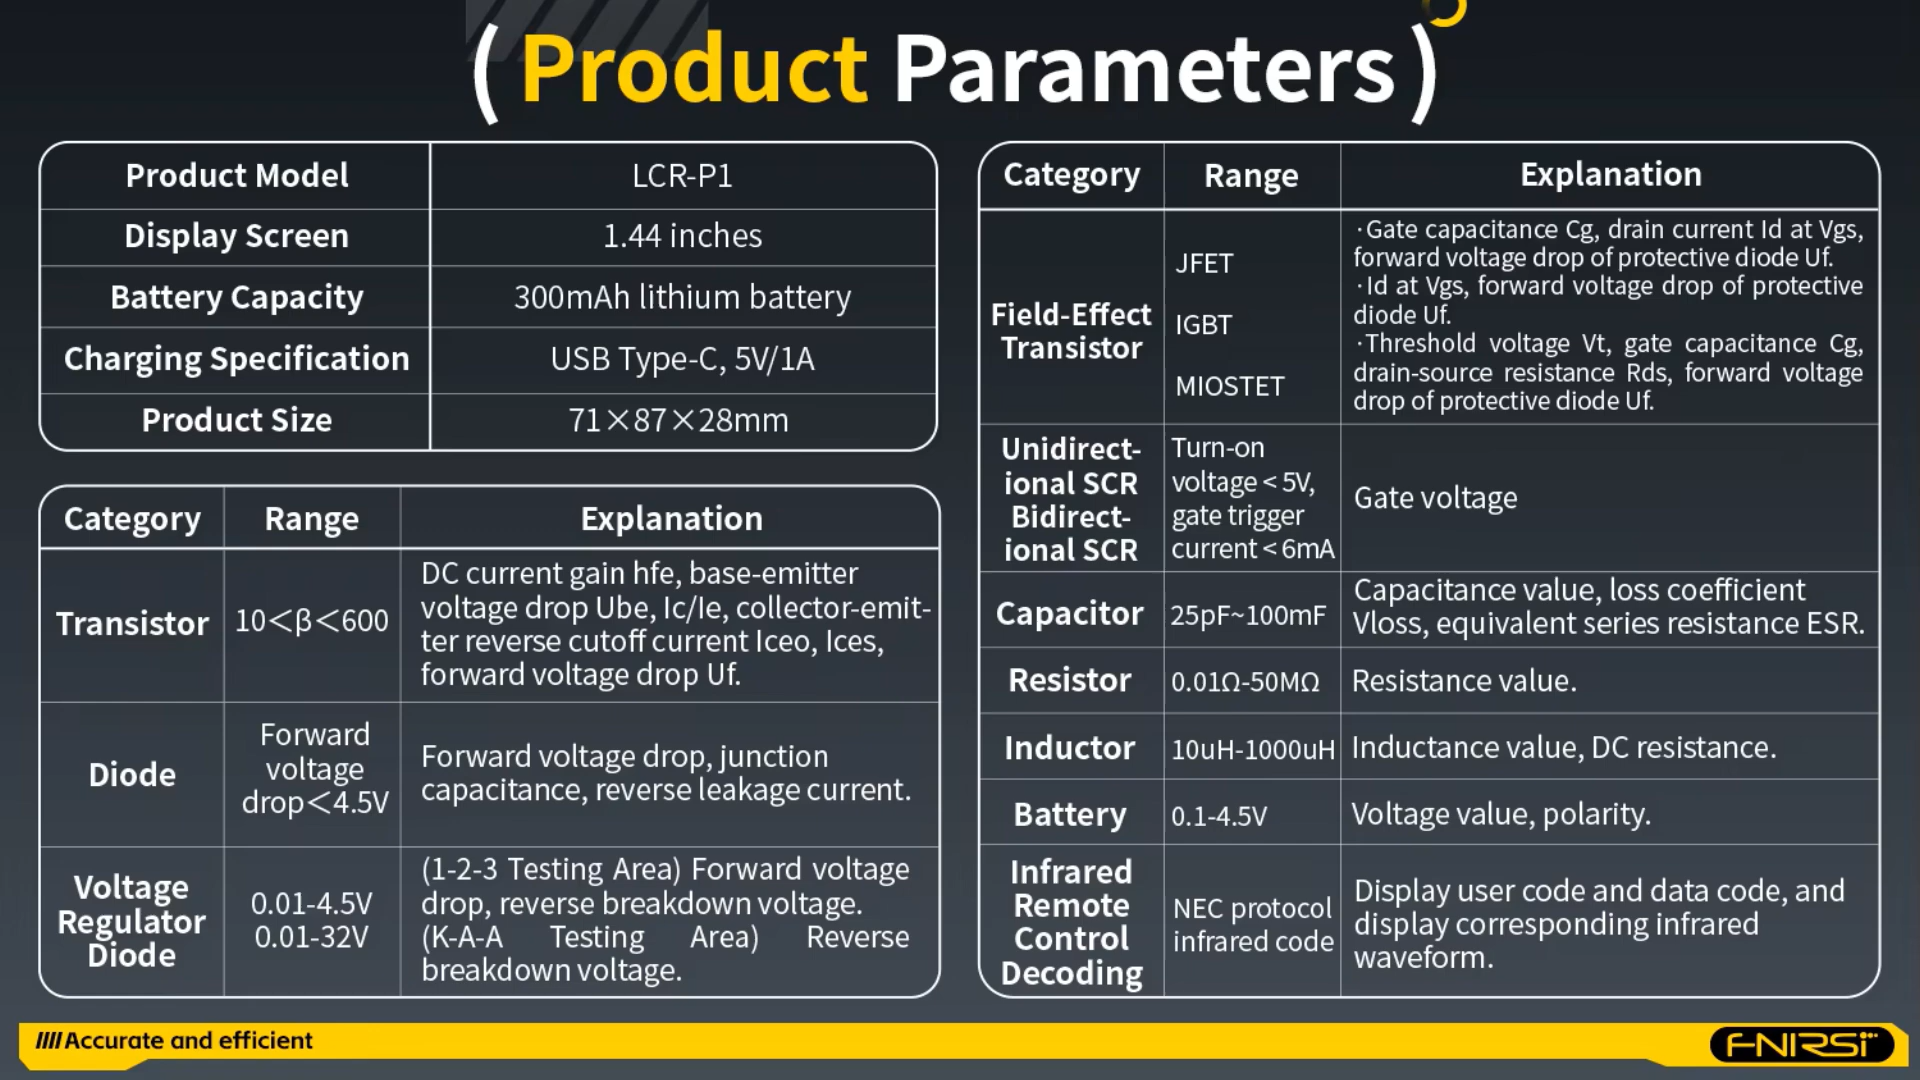 (Product Parameters)
Product Model LCR-P1
Display Screen 1.44 inches
Battery Capacity 300mAh lithium battery
Charging Specification USB Type-C, 5V/1A
Product Size 71×87×28mm
Category Range Explanation
Transistor
10<β<600
DC current gain hfe, base-emitter
voltage drop Ube, Ic/Ie, collector-emit-
ter reverse cutoff current Iceo, Ices,
forward voltage drop Uf.
Diode
Forward
voltage
drop<4.5V
Forward voltage drop, junction
capacitance, reverse leakage current.
Voltage
Regulator
Diode
0.01-4.5V
0.01-32V
(1-2-3 Testing Area) Forward voltage
drop, reverse breakdown voltage.
(K-A-A Testing Area) Reverse
breakdown voltage.
Category Range Explanation
Field-Effect
Transistor
JFET
IGBT
MIOSTET
·Gate capacitance Cg, drain current Id at Vgs,
forward voltage drop of protective diode Uf.
·Id at Vgs, forward voltage drop of protective
diode Uf.
·Threshold voltage Vt, gate capacitance Cg,
drain-source resistance Rds, forward voltage
drop of protective diode Uf.
Unidirect-
ional SCR
Bidirect-
ional SCR
Turn-on
voltage < 5V,
gate trigger
current < 6mA
Gate voltage
Capacitor
25pF~100mF
Capacitance value, loss coefficient
Vloss, equivalent series resistance ESR.
Resistor 0.01Ω-50MΩ Resistance value.
Inductor 10uH-1000uH Inductance value, DC resistance.
Battery 0.1-4.5V Voltage value, polarity.
Infrared
Remote
Control
Decoding
NEC protocol
infrared code
Display user code and data code, and
display corresponding infrared
waveform.
Accurate and efficient
FNIRSI